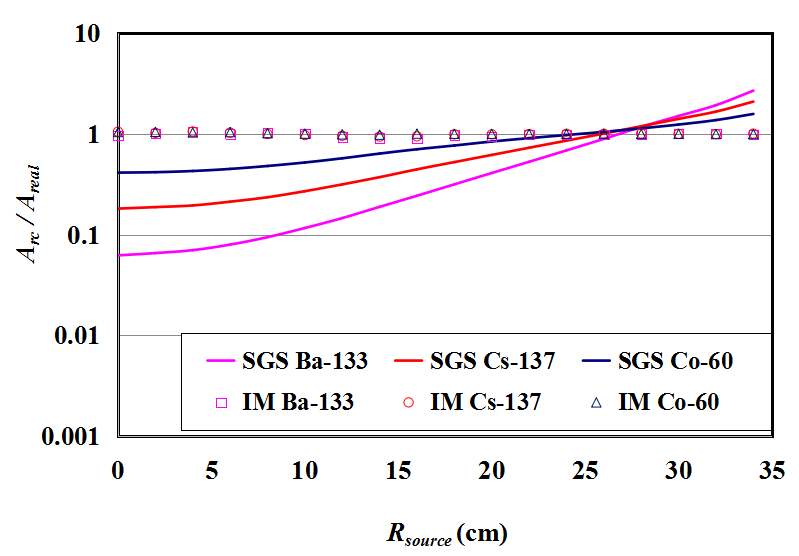 10
1
0.1
0.01
0.001
A_rc / A_real
SGS Ba-133 SGS Cs-137 SGS Co-60
IM Ba-133 IM Cs-137 IM Co-60
0 5 10 15 20 25 30 35
R_source (cm)